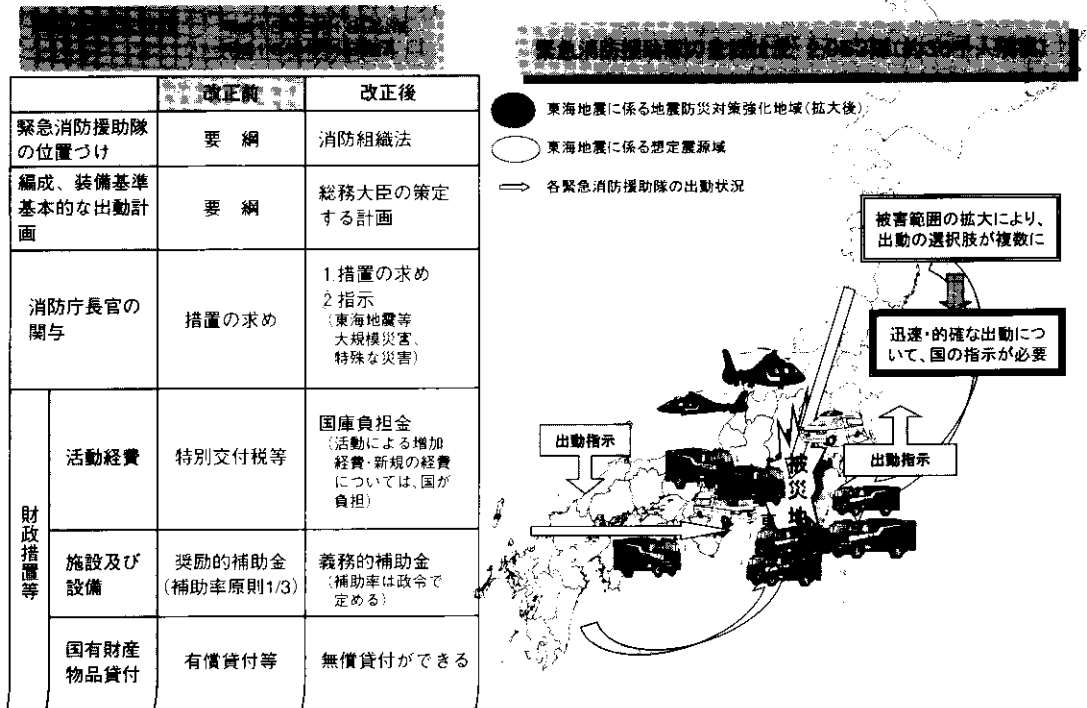 改正前
改正後
緊急消防援助隊
の位置づけ
要 綱
消防組織法
編成、装備基準
基本的な出動計
画
要 綱
総務大臣の策定
する計画
消防庁長官の
関与
措置の求め
1.措置の求め
2 指示
(東海地震等
大規模災害、
特殊な災害)
財政措置等
活動経費
特別交付税等
国庫負担金
(活動による増加
経費・新規の経費
については、国が
負担)
施設及び
設備
奨励的補助金
(補助率原則1/3)
義務的補助金
(補助率は政令で
定める)
国有財産
物品貸付
有償貸付等
無償貸付ができる
東海地震に係る地震防災対策強化地域(拡大後)
東海地震に係る想定震源域
各緊急消防援助隊の出動状況
被害範囲の拡大により、
出動の選択肢が複数に
迅速・的確な出動につ
いて、国の指示が必要
出動指示
出動指示
被災地